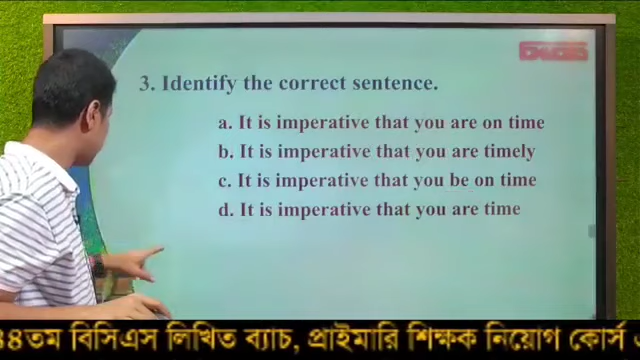 3. Identify the correct sentence.
a. It is imperative that you are on time
b. It is imperative that you are timely
c. It is imperative that you be on time
d. It is imperative that you are time
৪৪তম বিসিএস লিখিত ব্যাচ, প্রাইমারি শিক্ষক নিয়োগ কোর্স